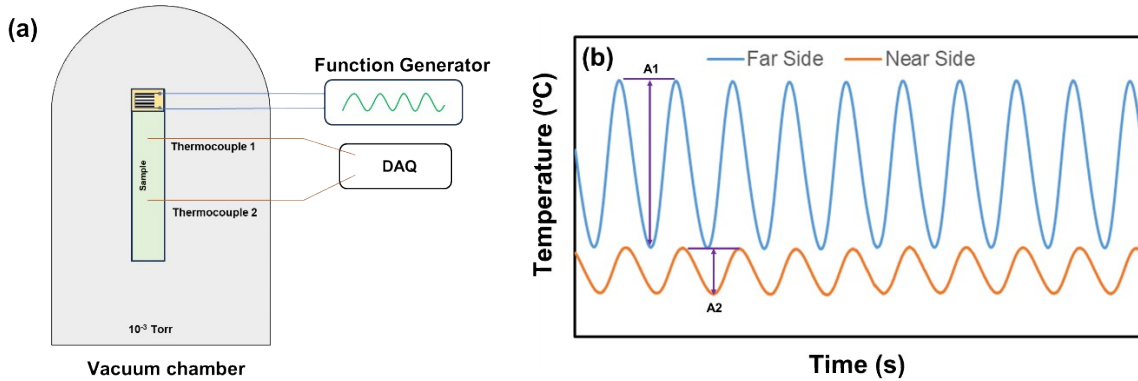 (a)
Function Generator
Thermocouple 1
DAQ
Sample
Thermocouple 2
10⁻³ Torr
Vacuum chamber
(b)
Far Side
Near Side
A1
A2
Temperature (ºC)
Time (s)